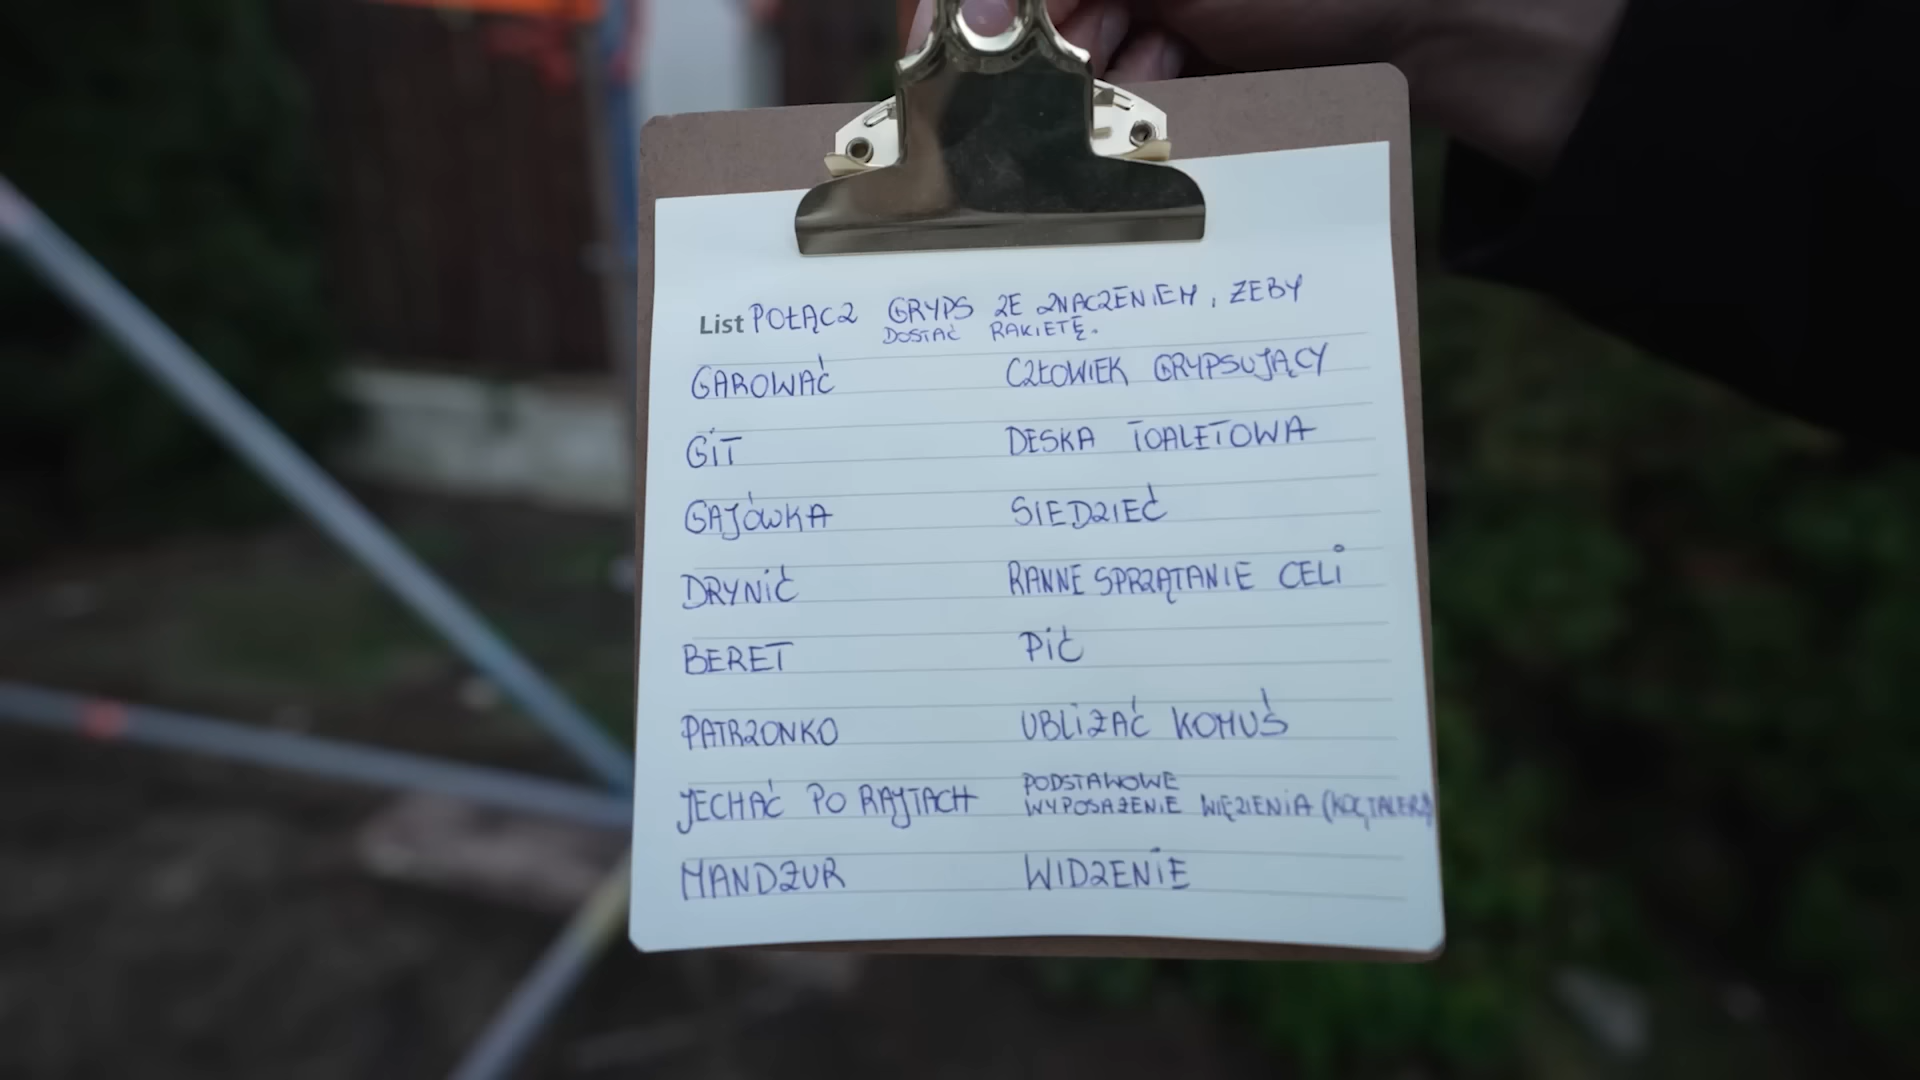 List POŁĄCZ GRYPS ZE ZNACZENIEM, ŻEBY
DOSTAĆ RAKIETĘ.
GAROWAĆ CZŁOWIEK GRYPSUJĄCY
GIT DESKA TOALETOWA
GAJÓWKA SIEDZIEĆ
DRYNIĆ RANNE SPRZĄTANIE CELI
BERET PIĆ
PATRZONKO UBLIŻAĆ KOMUŚ
JECHAĆ PO RAJTACH PODSTAWOWE
WYPOSAŻENIE WIĘZIENIA (KOC, TALERZ)
MANDŻUR WIDZENIE